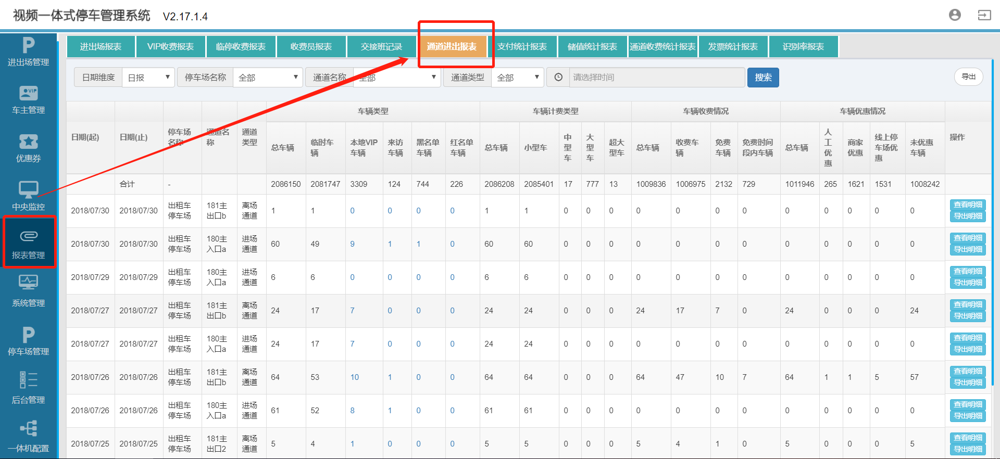 视频一体式停车管理系统 V2.17.1.4
进出场管理
车主管理
优惠券
中央监控
报表管理
系统管理
停车场管理
后台管理
一体机配置
进出场报表 VIP收费报表 临停收费报表 收费员报表 交接班记录 通道进出报表 支付统计报表 储值统计报表 通道收费统计报表 发票统计报表 识别率报表
日期维度 日报 停车场名称 全部 通道名称 全部 通道类型 全部 请选择时间 搜索 导出
车辆类型 车辆计费类型 车辆收费情况 车辆优惠情况
日期(起) 日期(止) 停车场名称 通道名称 通道类型 总车辆 临时车辆 本地VIP车辆 来访车辆 黑名单车辆 红名单车辆 总车辆 小型车 中型车 大型车 超大型车 总车辆 收费车辆 免费车辆 免费时间段内车辆 总车辆 人工优惠 商家优惠 线上停车场优惠 未优惠车辆 操作
合计 - 2086150 2081747 3309 124 744 226 2086208 2085401 17 777 13 1009836 1006975 2132 729 1011946 265 1621 1531 1008242
2018/07/30 2018/07/30 出租车停车场 181主出口b 离场通道 1 1 0 0 0 0 1 1 0 0 0 0 0 0 0 0 0 0 0 0 查看明细 导出明细
2018/07/30 2018/07/30 出租车停车场 180主入口a 进场通道 60 49 9 1 1 0 60 60 0 0 0 0 0 0 0 0 0 0 0 0 查看明细 导出明细
2018/07/29 2018/07/29 出租车停车场 180主入口a 进场通道 6 6 0 0 0 0 6 6 0 0 0 0 0 0 0 0 0 0 0 0 查看明细 导出明细
2018/07/27 2018/07/27 出租车停车场 181主出口b 离场通道 24 17 7 0 0 0 24 24 0 0 0 24 17 7 0 24 0 0 0 24 查看明细 导出明细
2018/07/27 2018/07/27 出租车停车场 180主入口a 进场通道 24 17 7 0 0 0 24 24 0 0 0 0 0 0 0 0 0 0 0 0 查看明细 导出明细
2018/07/26 2018/07/26 出租车停车场 181主出口b 离场通道 64 53 10 1 0 0 64 64 0 0 0 64 47 10 7 64 1 1 5 57 查看明细 导出明细
2018/07/26 2018/07/26 出租车停车场 180主入口a 进场通道 61 52 8 1 0 0 61 61 0 0 0 0 0 0 0 0 0 0 0 0 查看明细 导出明细
2018/07/25 2018/07/25 出租车停车场 181主出口2 离场通道 5 4 1 0 0 0 5 5 0 0 0 5 4 1 0 5 0 0 0 5 查看明细 导出明细